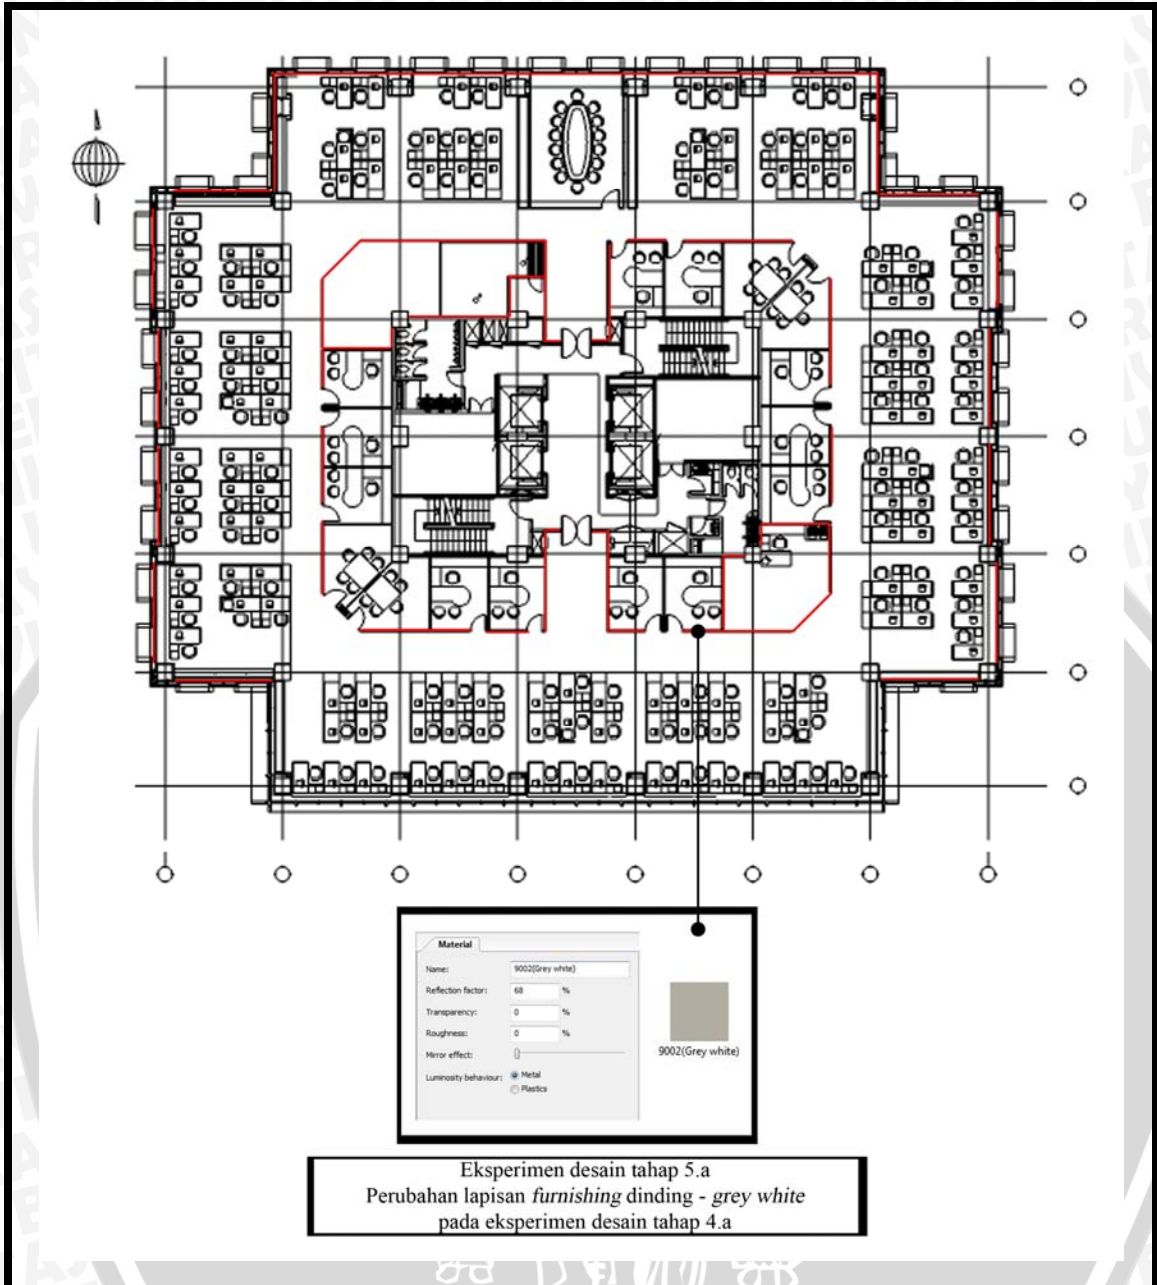 Material
Name:
9002(Grey white)
Reflection factor:
68
%
Transparency:
0
%
Roughness:
0
%
Mirror effect:
Luminosity behaviour:
Metal
Plastics
9002(Grey white)
Eksperimen desain tahap 5.a
Perubahan lapisan furnishing dinding - grey white
pada eksperimen desain tahap 4.a